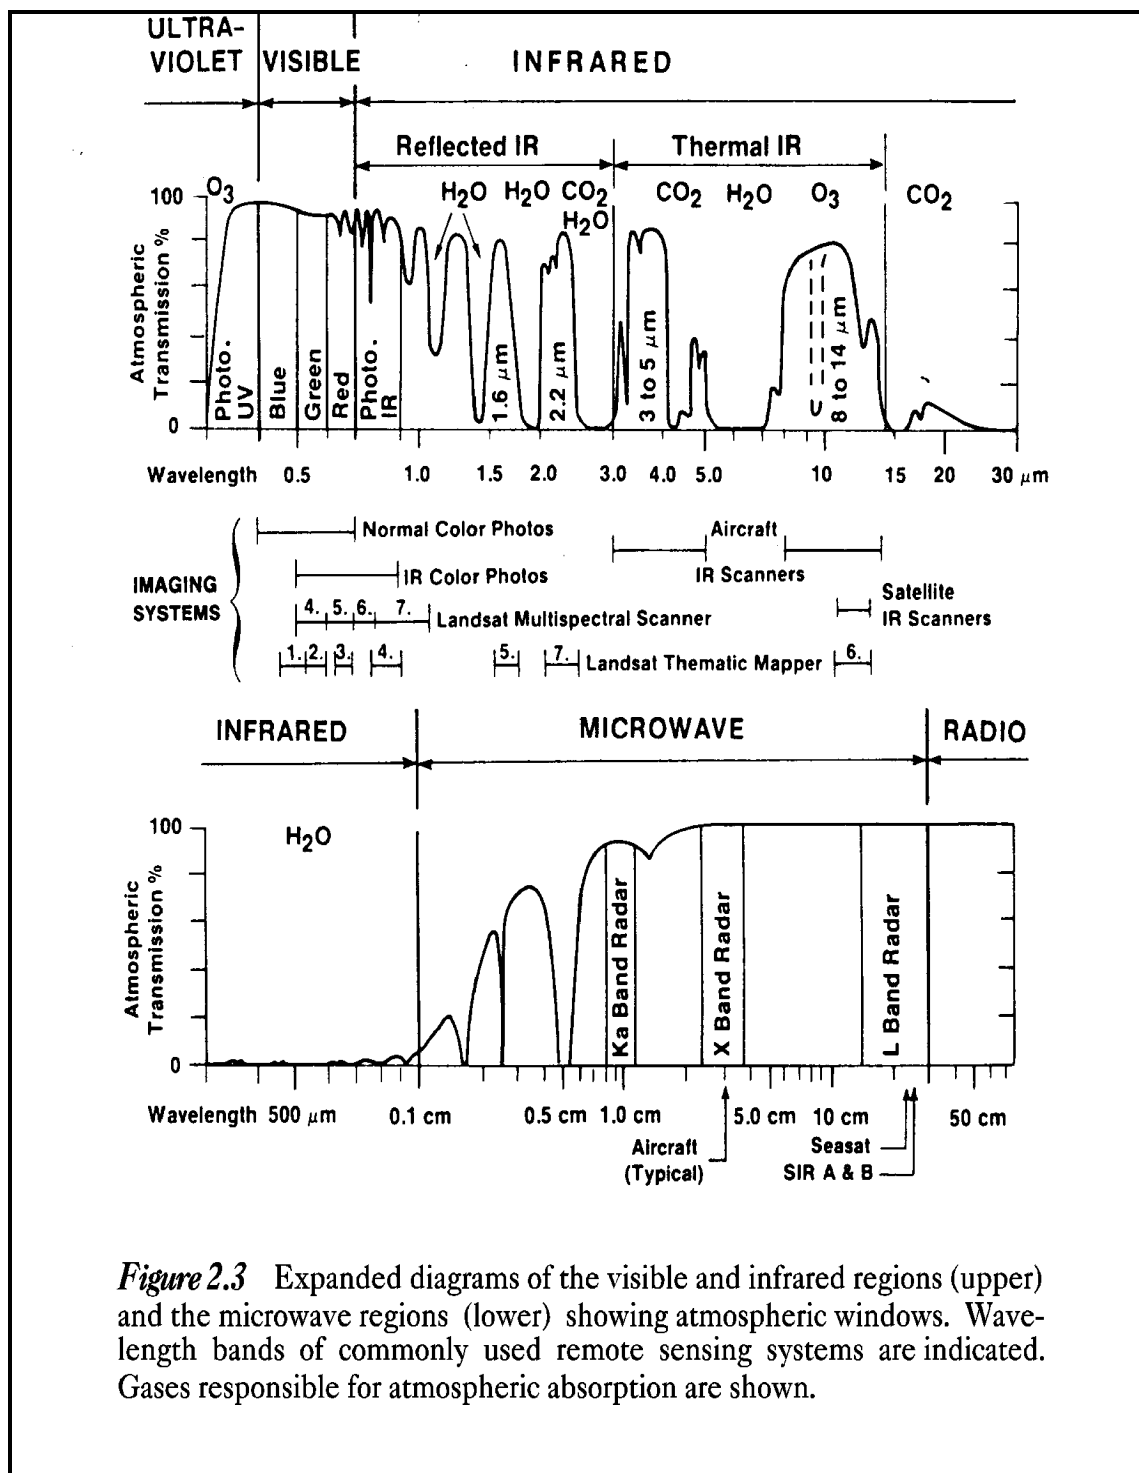 ULTRA-
VIOLET VISIBLE INFRARED
Reflected IR Thermal IR
O3 H2O H2O CO2 CO2 H2O O3 CO2
H2O
100
0
Atmospheric
Transmission %
Photo.
UV
Blue
Green
Red
Photo.
IR
1.6 μm
2.2 μm
3 to 5 μm
8 to 14 μm
Wavelength 0.5 1.0 1.5 2.0 3.0 4.0 5.0 10 15 20 30 μm
IMAGING
SYSTEMS
Normal Color Photos
Aircraft
IR Scanners
IR Color Photos
Satellite
IR Scanners
4. 5. 6. 7. Landsat Multispectral Scanner
1. 2. 3. 4. 5. 7. Landsat Thematic Mapper 6.
INFRARED MICROWAVE RADIO
H2O
100
0
Atmospheric
Transmission %
Ka Band Radar
X Band Radar
L Band Radar
Wavelength 500 μm 0.1 cm 0.5 cm 1.0 cm 5.0 cm 10 cm 50 cm
Aircraft
(Typical)
Seasat
SIR A & B
Figure 2.3 Expanded diagrams of the visible and infrared regions (upper)
and the microwave regions (lower) showing atmospheric windows. Wave-
length bands of commonly used remote sensing systems are indicated.
Gases responsible for atmospheric absorption are shown.